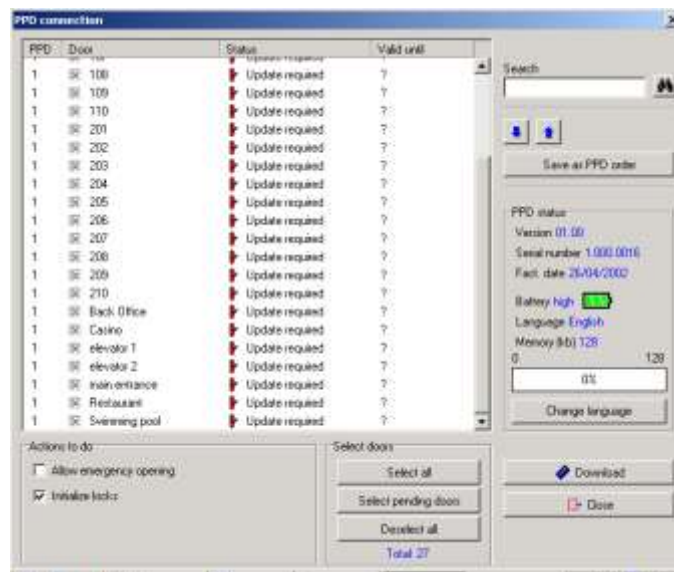 PPD connection
PPD Door Status Valid until
1 108 Update required ?
1 109 Update required ?
1 110 Update required ?
1 201 Update required ?
1 202 Update required ?
1 203 Update required ?
1 204 Update required ?
1 205 Update required ?
1 206 Update required ?
1 207 Update required ?
1 208 Update required ?
1 209 Update required ?
1 210 Update required ?
1 Back Office Update required ?
1 Casino Update required ?
1 elevator 1 Update required ?
1 elevator 2 Update required ?
1 main entrance Update required ?
1 Restaurant Update required ?
1 Swimming pool Update required ?
Search
Save as PPD order
PPD status
Version 01.00
Serial number 1.000.0016
Fact. date 26/04/2002
Battery high
Language English
Memory (kb) 128
0 128
0%
Change language
Actions to do
Allow emergency opening
Initialize locks
Select doors
Select all
Select pending doors
Deselect all
Total: 27
Download
Close